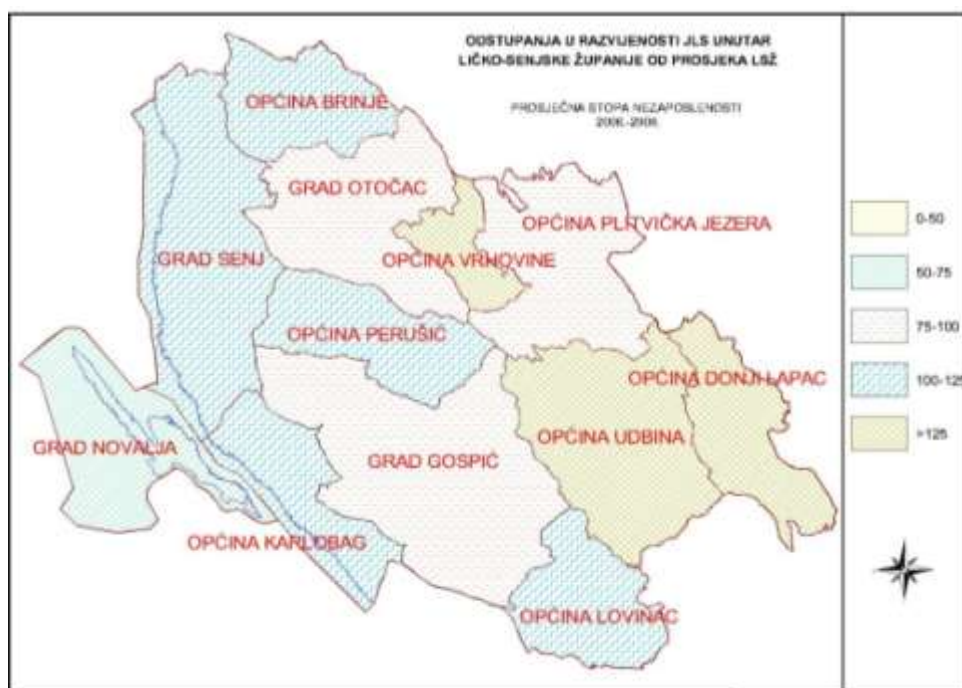 ODSTUPANJA U RAZVIJENOSTI JLS UNUTAR
LIČKO-SENJSKE ŽUPANIJE OD PROSJEKA LSŽ
PROSJEČNA STOPA NEZAPOSLENOSTI
OPĆINA BRINJE
GRAD OTOČAC
OPĆINA PLITVIČKA JEZERA
GRAD SENJ
OPĆINA VRHOVINE
OPĆINA PERUŠIĆ
OPĆINA DONJI LAPAC
GRAD NOVALJA
GRAD GOSPIĆ
OPĆINA UDBINA
OPĆINA KARLOBAG
OPĆINA LOVINAC
0-50
50-75
75-100
100-125
>125